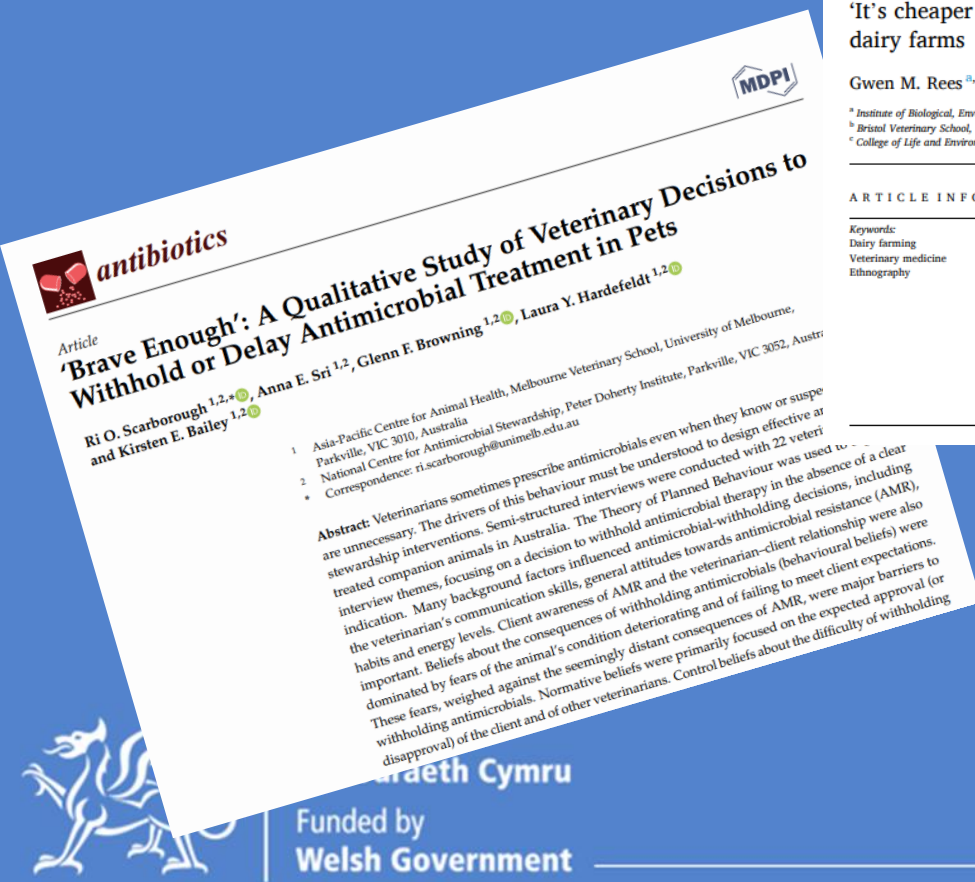 MDPI
antibiotics
Article
‘Brave Enough’: A Qualitative Study of Veterinary Decisions to
Withhold or Delay Antimicrobial Treatment in Pets
Ri O. Scarborough 1,2,*, Anna E. Sri 1,2, Glenn F. Browning 1,2, Laura Y. Hardefeldt 1,2
and Kirsten E. Bailey 1,2
1 Asia-Pacific Centre for Animal Health, Melbourne Veterinary School, University of Melbourne,
Parkville, VIC 3010, Australia
2 National Centre for Antimicrobial Stewardship, Peter Doherty Institute, Parkville, VIC 3052, Austra
* Correspondence: ri.scarborough@unimelb.edu.au
Abstract: Veterinarians sometimes prescribe antimicrobials even when they know or suspe
are unnecessary. The drivers of this behaviour must be understood to design effective
stewardship interventions. Semi-structured interviews were conducted with 22 veteri
treated companion animals in Australia. The Theory of Planned Behaviour was used to
interview themes, focusing on a decision to withhold antimicrobial therapy in the absence of a clear
indication. Many background factors influenced antimicrobial-withholding decisions, including
the veterinarian’s communication skills, general attitudes towards antimicrobial resistance (AMR),
habits and energy levels. Client awareness of AMR and the veterinarian–client relationship were also
important. Beliefs about the consequences of withholding antimicrobials (behavioural beliefs) were
dominated by fears of the animal’s condition deteriorating and of failing to meet client expectations.
These fears, weighed against the seemingly distant consequences of AMR, were major barriers to
withholding antimicrobials. Normative beliefs were primarily focused on the expected approval (or
disapproval) of the client and of other veterinarians. Control beliefs about the difficulty of withholding
‘It’s cheaper
dairy farms
Gwen M. Rees a,
a Institute of Biological, Env
b Bristol Veterinary School,
c College of Life and Enviro
ARTICLE INFO
Keywords:
Dairy farming
Veterinary medicine
Ethnography
raeth Cymru
Funded by
Welsh Government